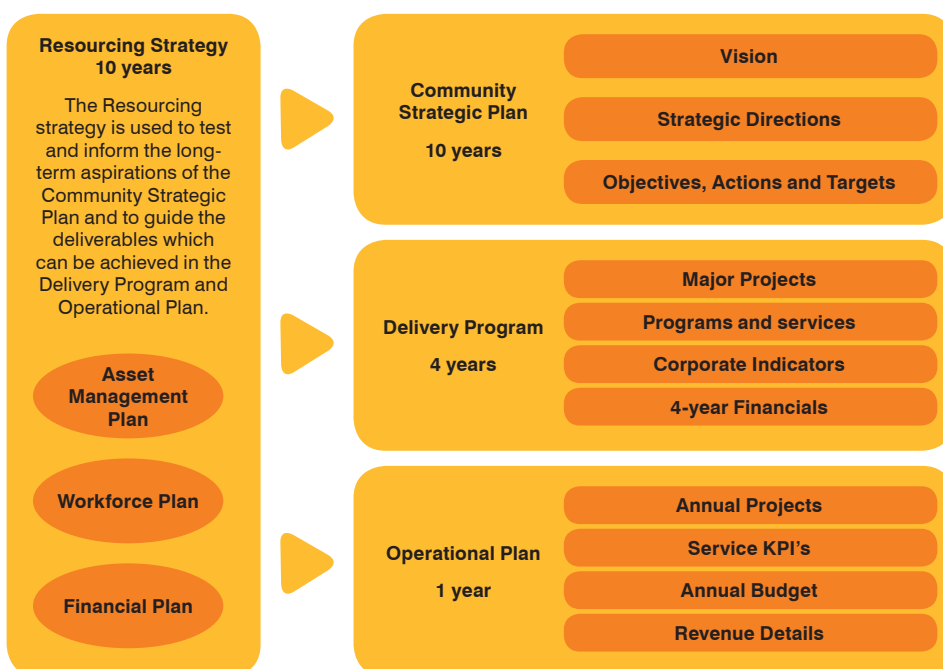 Resourcing Strategy
10 years
The Resourcing
strategy is used to test
and inform the long-
term aspirations of the
Community Strategic
Plan and to guide the
deliverables which
can be achieved in the
Delivery Program and
Operational Plan.
Asset
Management
Plan
Workforce Plan
Financial Plan
Community
Strategic Plan
10 years
Vision
Strategic Directions
Objectives, Actions and Targets
Delivery Program
4 years
Major Projects
Programs and services
Corporate Indicators
4-year Financials
Operational Plan
1 year
Annual Projects
Service KPI's
Annual Budget
Revenue Details